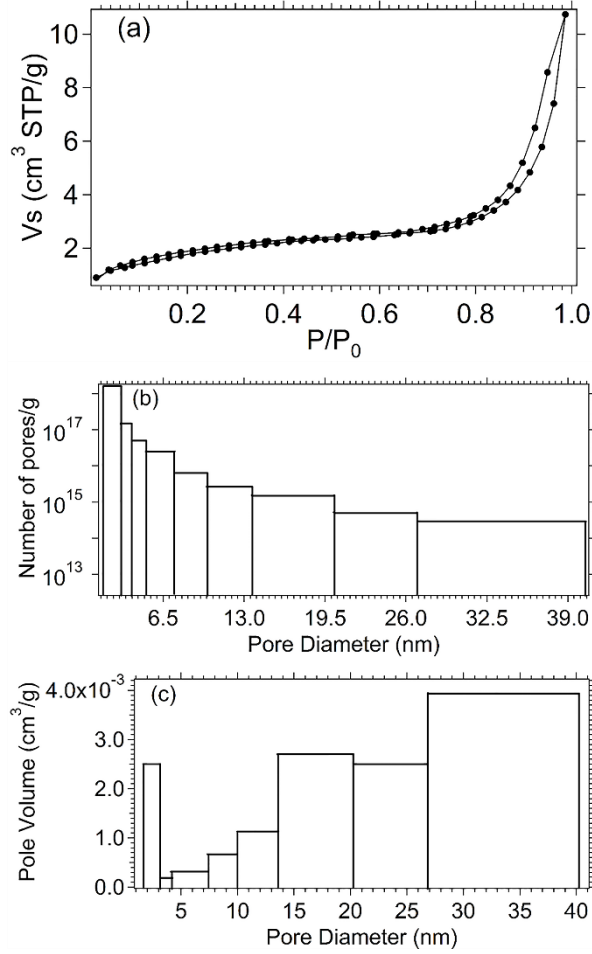 (a)
10
8
6
4
2
Vs (cm³ STP/g)
0.2 0.4 0.6 0.8 1.0
P/P₀
(b)
10¹⁷
10¹⁵
10¹³
Number of pores/g
6.5 13.0 19.5 26.0 32.5 39.0
Pore Diameter (nm)
(c)
4.0x10⁻³
3.0
2.0
1.0
0.0
Pole Volume (cm³/g)
5 10 15 20 25 30 35 40
Pore Diameter (nm)